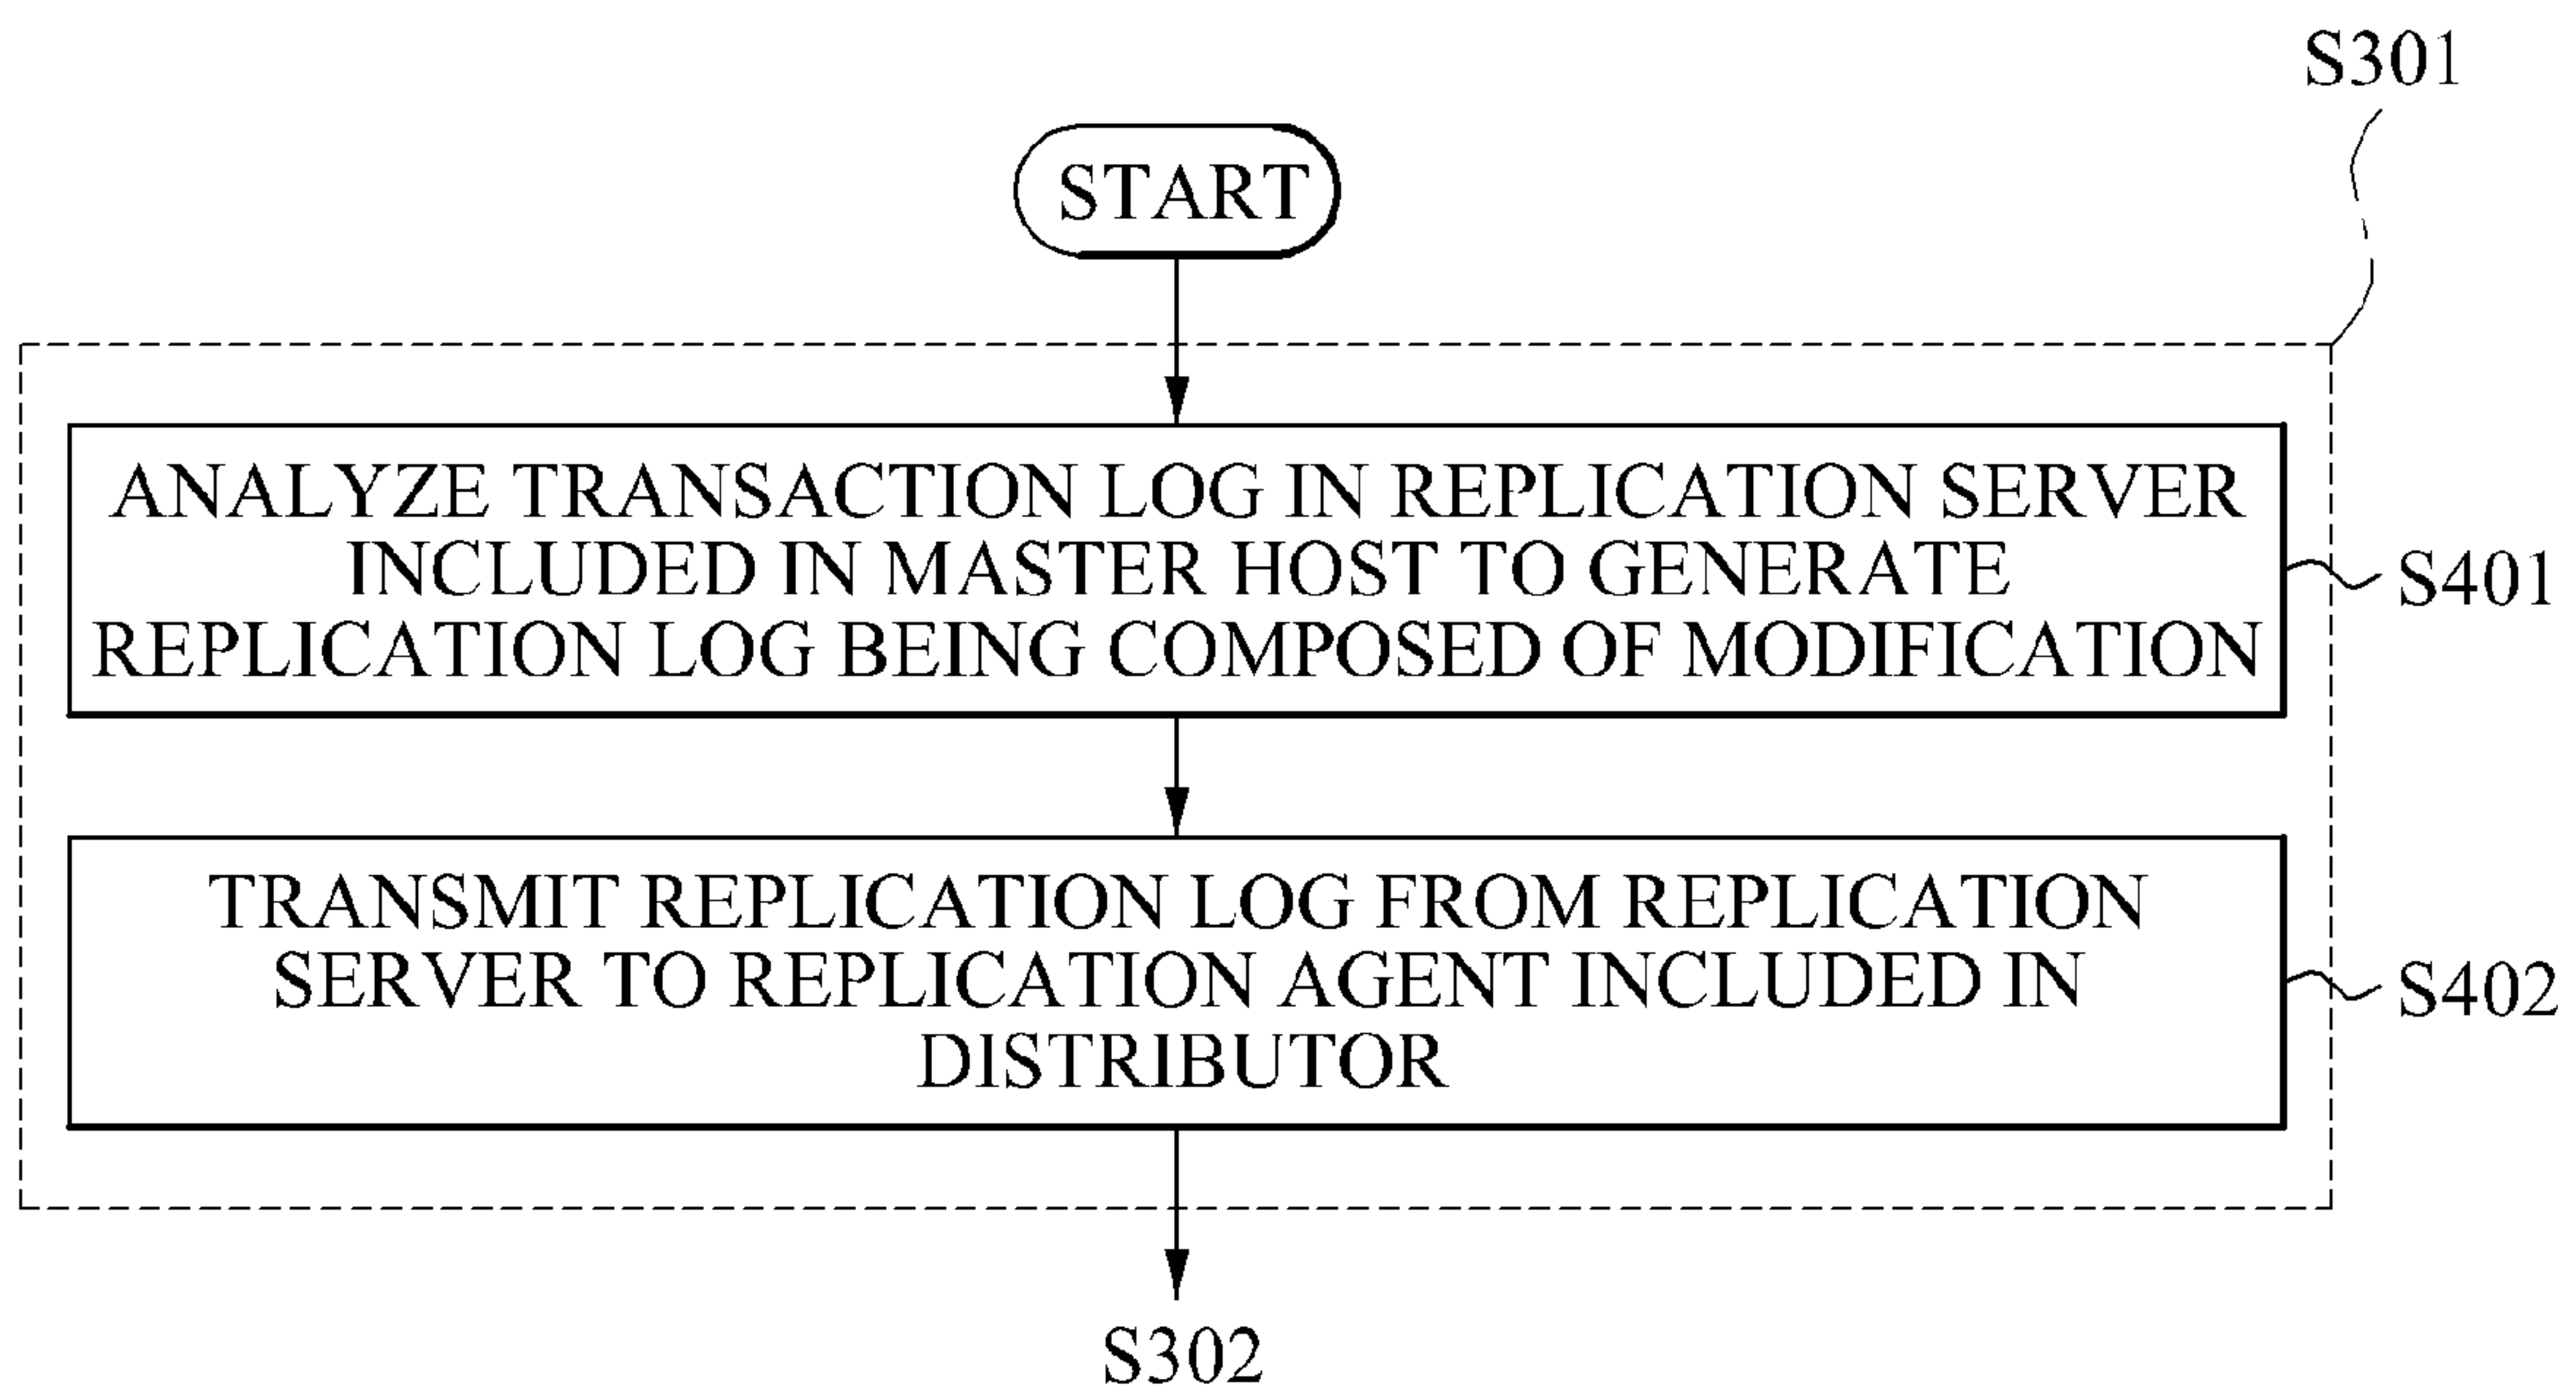 S301
START
ANALYZE TRANSACTION LOG IN REPLICATION SERVER
INCLUDED IN MASTER HOST TO GENERATE
REPLICATION LOG BEING COMPOSED OF MODIFICATION
S401
TRANSMIT REPLICATION LOG FROM REPLICATION
SERVER TO REPLICATION AGENT INCLUDED IN
DISTRIBUTOR
S402
S302